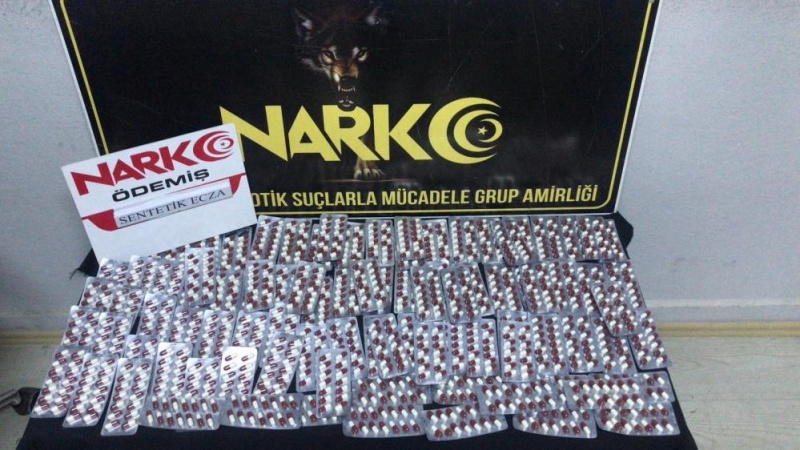 NARKO
OTİK SUÇLARLA MÜCADELE GRUP AMİRLİĞİ
NARKO
ÖDEMİŞ
SENTETİK ECZA